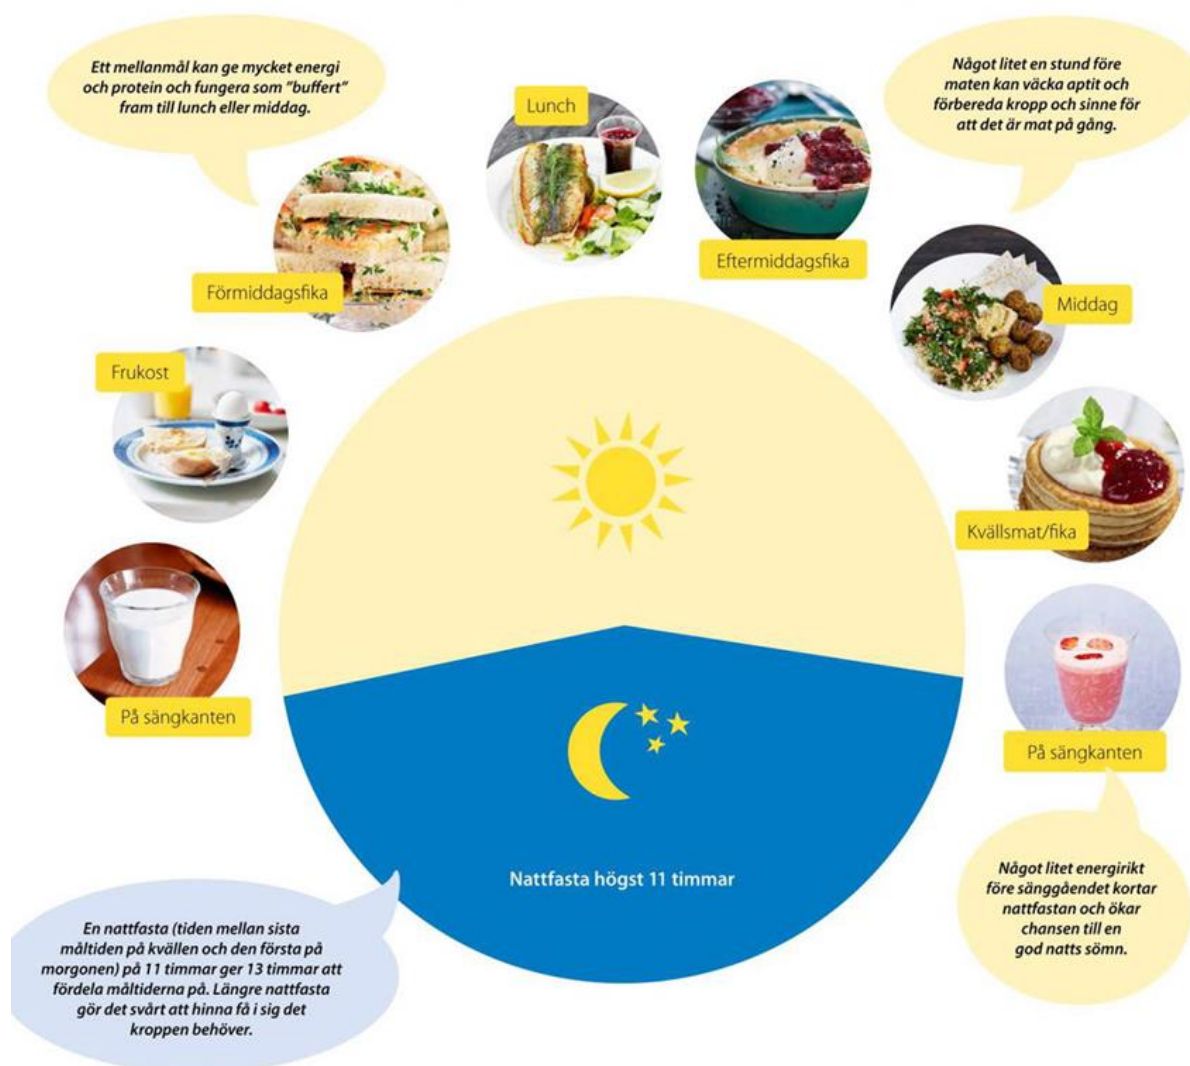 Ett mellanmål kan ge mycket energi
och protein och fungera som ”buffert”
fram till lunch eller middag.
Något litet en stund före
maten kan väcka aptit och
förbereda kropp och sinne för
att det är mat på gång.
Lunch
Eftermiddagsfika
Förmiddagsfika
Middag
Frukost
Kvällsmat/fika
På sängkanten
På sängkanten
Nattfasta högst 11 timmar
En nattfasta (tiden mellan sista
måltiden på kvällen och den första på
morgonen) på 11 timmar ger 13 timmar att
fördela måltiderna på. Längre nattfasta
gör det svårt att hinna få i sig det
kroppen behöver.
Något litet energirikt
före sänggåendet kortar
nattfastan och ökar
chansen till en
god natts sömn.